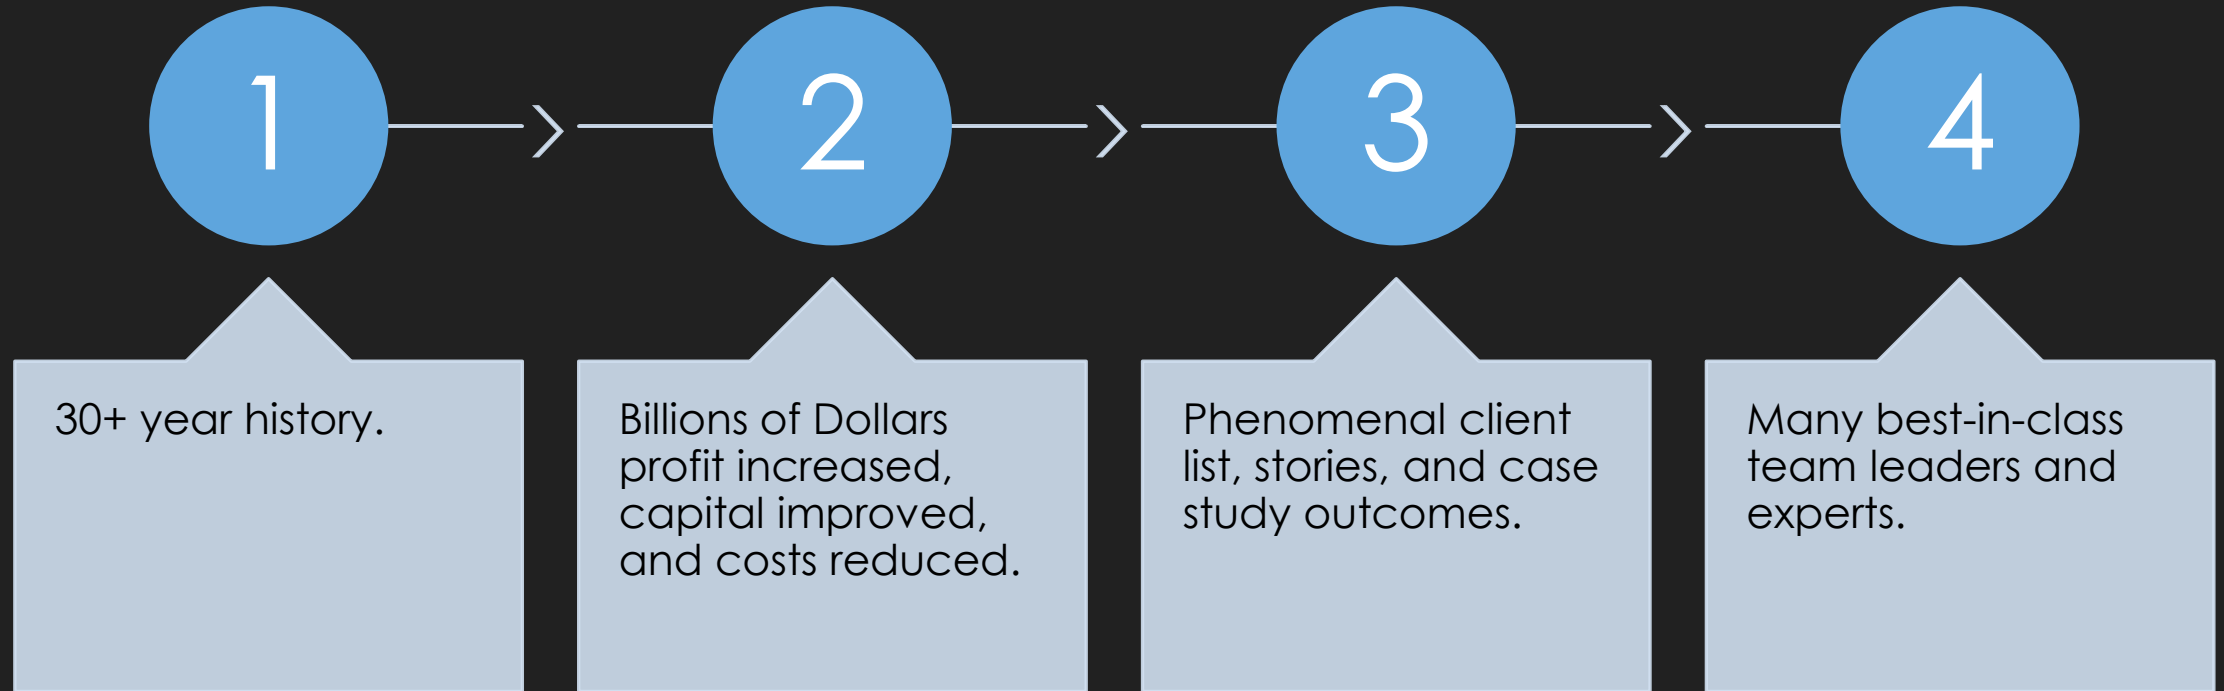 1
2
3
4
30+ year history.
Billions of Dollars
profit increased,
capital improved,
and costs reduced.
Phenomenal client
list, stories, and case
study outcomes.
Many best-in-class
team leaders and
experts.